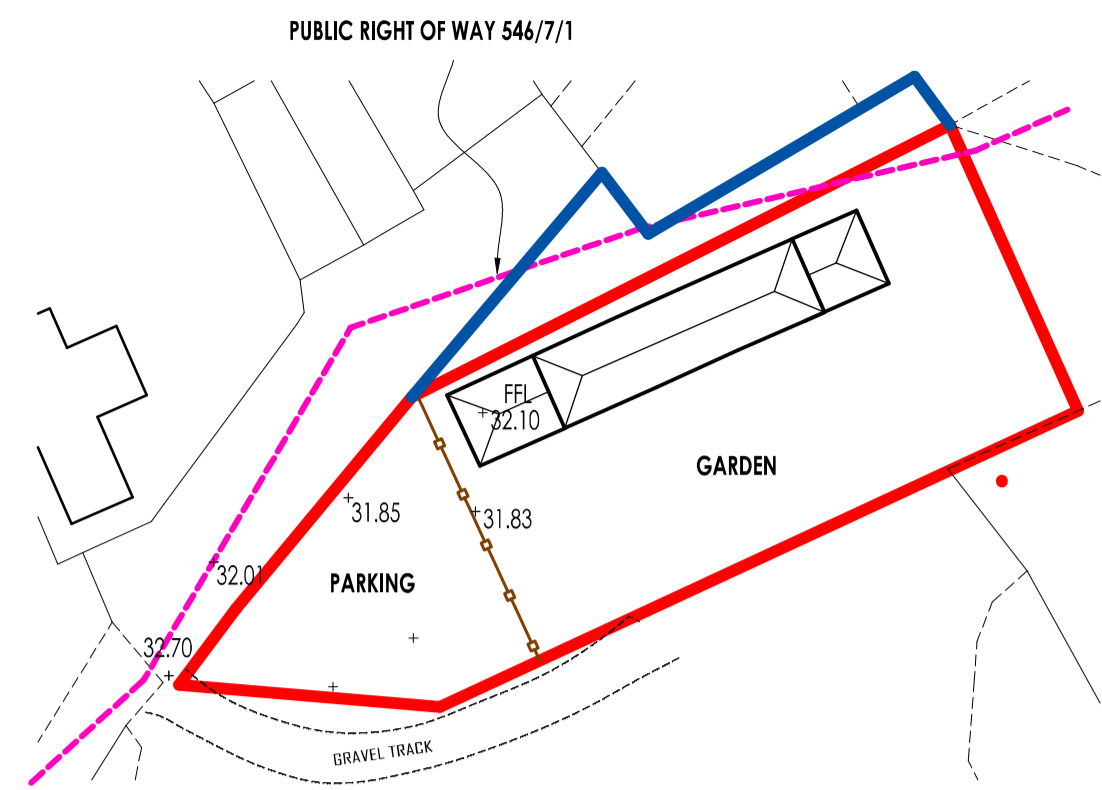 PUBLIC RIGHT OF WAY 546/7/1
FFL
32.10
GARDEN
31.85
31.83
32.01
PARKING
32.70
GRAVEL TRACK